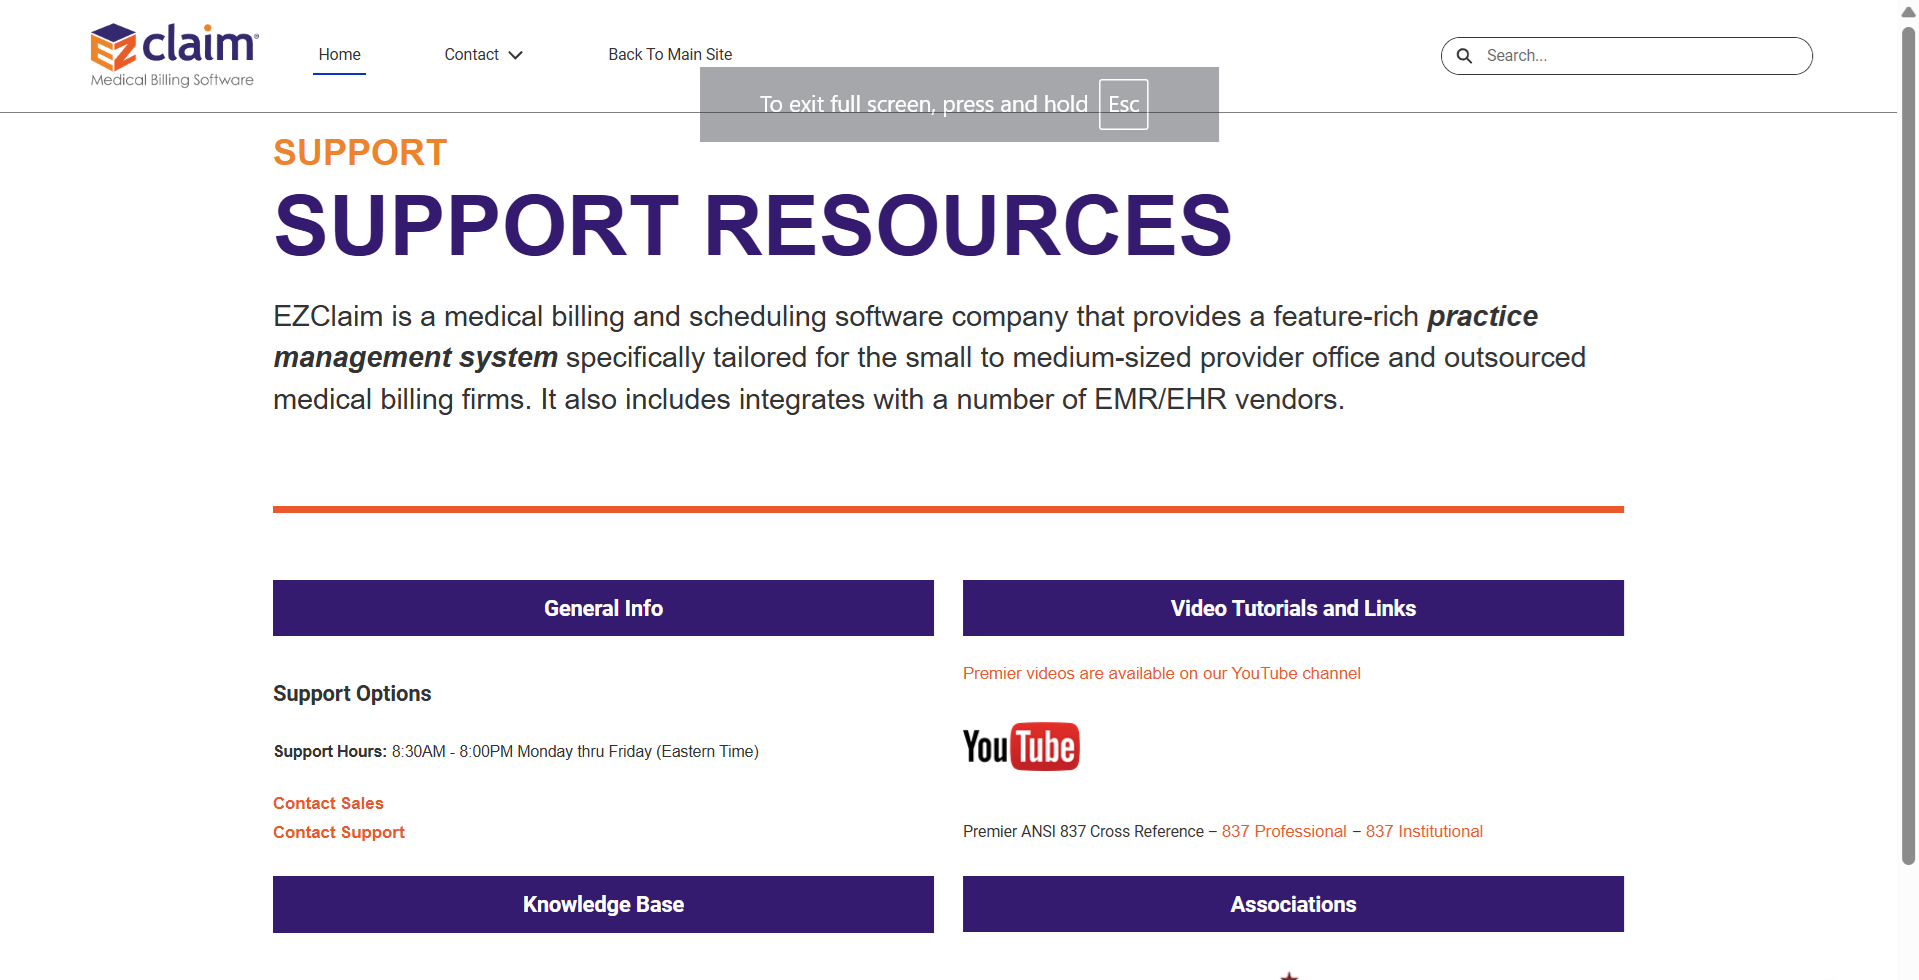 EZclaim®
Medical Billing Software
Home
Contact
Back To Main Site
Search...
To exit full screen, press and hold Esc
SUPPORT
SUPPORT RESOURCES
EZClaim is a medical billing and scheduling software company that provides a feature-rich practice
management system specifically tailored for the small to medium-sized provider office and outsourced
medical billing firms. It also includes integrates with a number of EMR/EHR vendors.
General Info
Support Options
Support Hours: 8:30AM - 8:00PM Monday thru Friday (Eastern Time)
Contact Sales
Contact Support
Video Tutorials and Links
Premier videos are available on our YouTube channel
YouTube
Premier ANSI 837 Cross Reference – 837 Professional – 837 Institutional
Knowledge Base
Associations